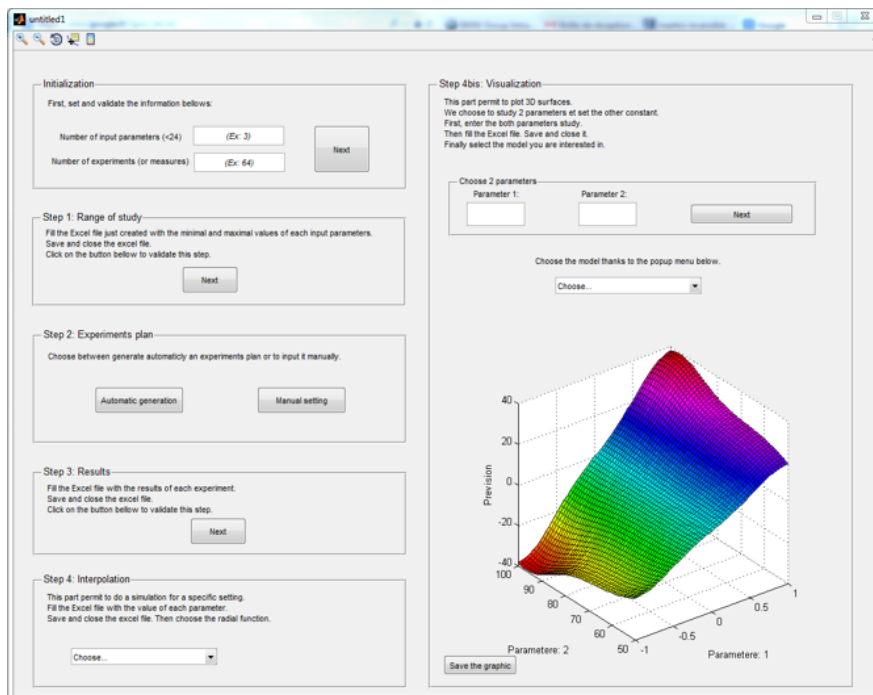 untitled1
Initialization
First, set and validate the information bellows:
Number of input parameters (<24)
(Ex: 3)
Number of experiments (or measures)
(Ex: 64)
Next
Step 1: Range of study
Fill the Excel file just created with the minimal and maximal values of each input parameters.
Save and close the excel file.
Click on the button bellow to validate this step.
Next
Step 2: Experiments plan
Choose between generate automaticly an experiments plan or to input it manually.
Automatic generation
Manual setting
Step 3: Results
Fill the Excel file with the results of each experiment.
Save and close the excel file.
Click on the button bellow to validate this step.
Next
Step 4: Interpolation
This part permit to do a simulation for a specific setting.
Fill the Excel file with the value of each parameter.
Save and close the excel file. Then choose the radial function.
Choose...
Step 4bis: Visualization
This part permit to plot 3D surfaces.
We choose to study 2 parameters et set the other constant.
First, enter the both parameters study.
Then fill the Excel file. Save and close it.
Finally select the model you are interested in.
Choose 2 parameters
Parameter 1:
Parameter 2:
Next
Choose the model thanks to the popup menu below.
Choose...
40
20
0
-20
-40
Prevision
100
90
80
70
60
50
Parametere: 2
-1
-0.5
0
0.5
1
Parametere: 1
Save the graphic